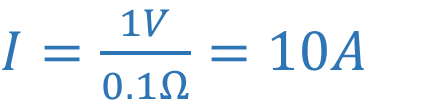 I = 1V / 0.1Ω = 10A